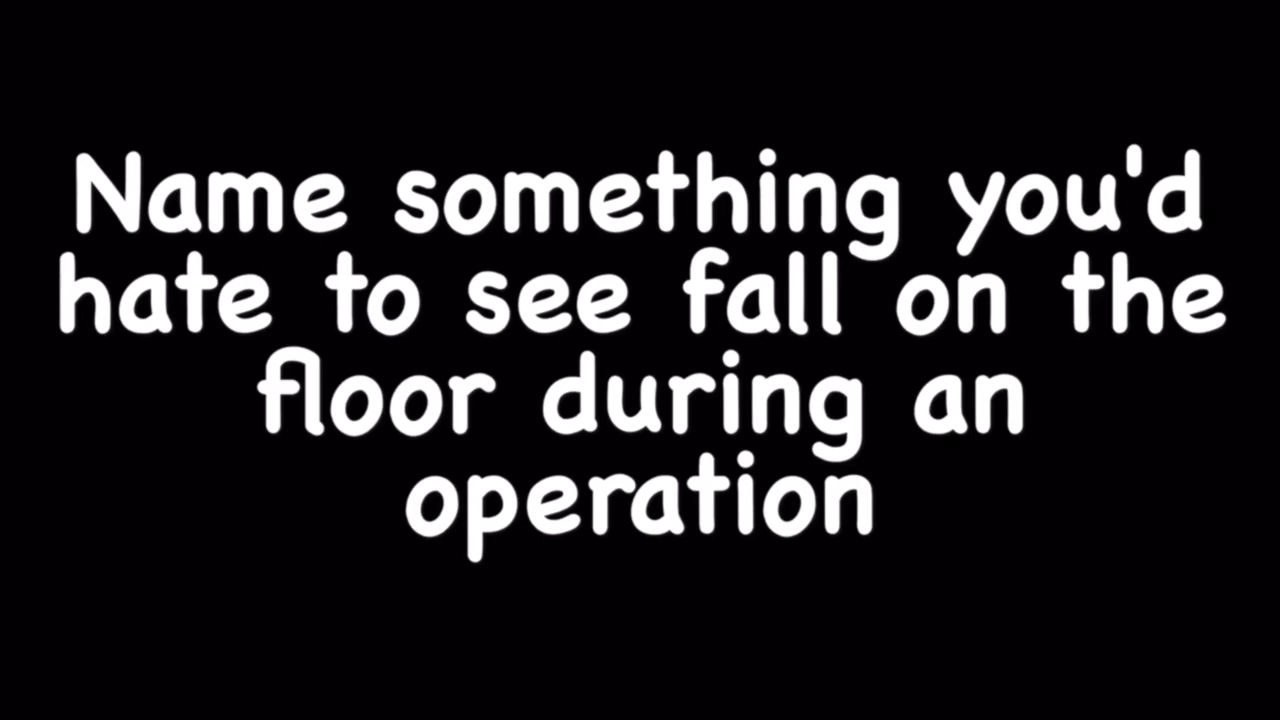 Name something you'd
hate to see fall on the
floor during an
operation